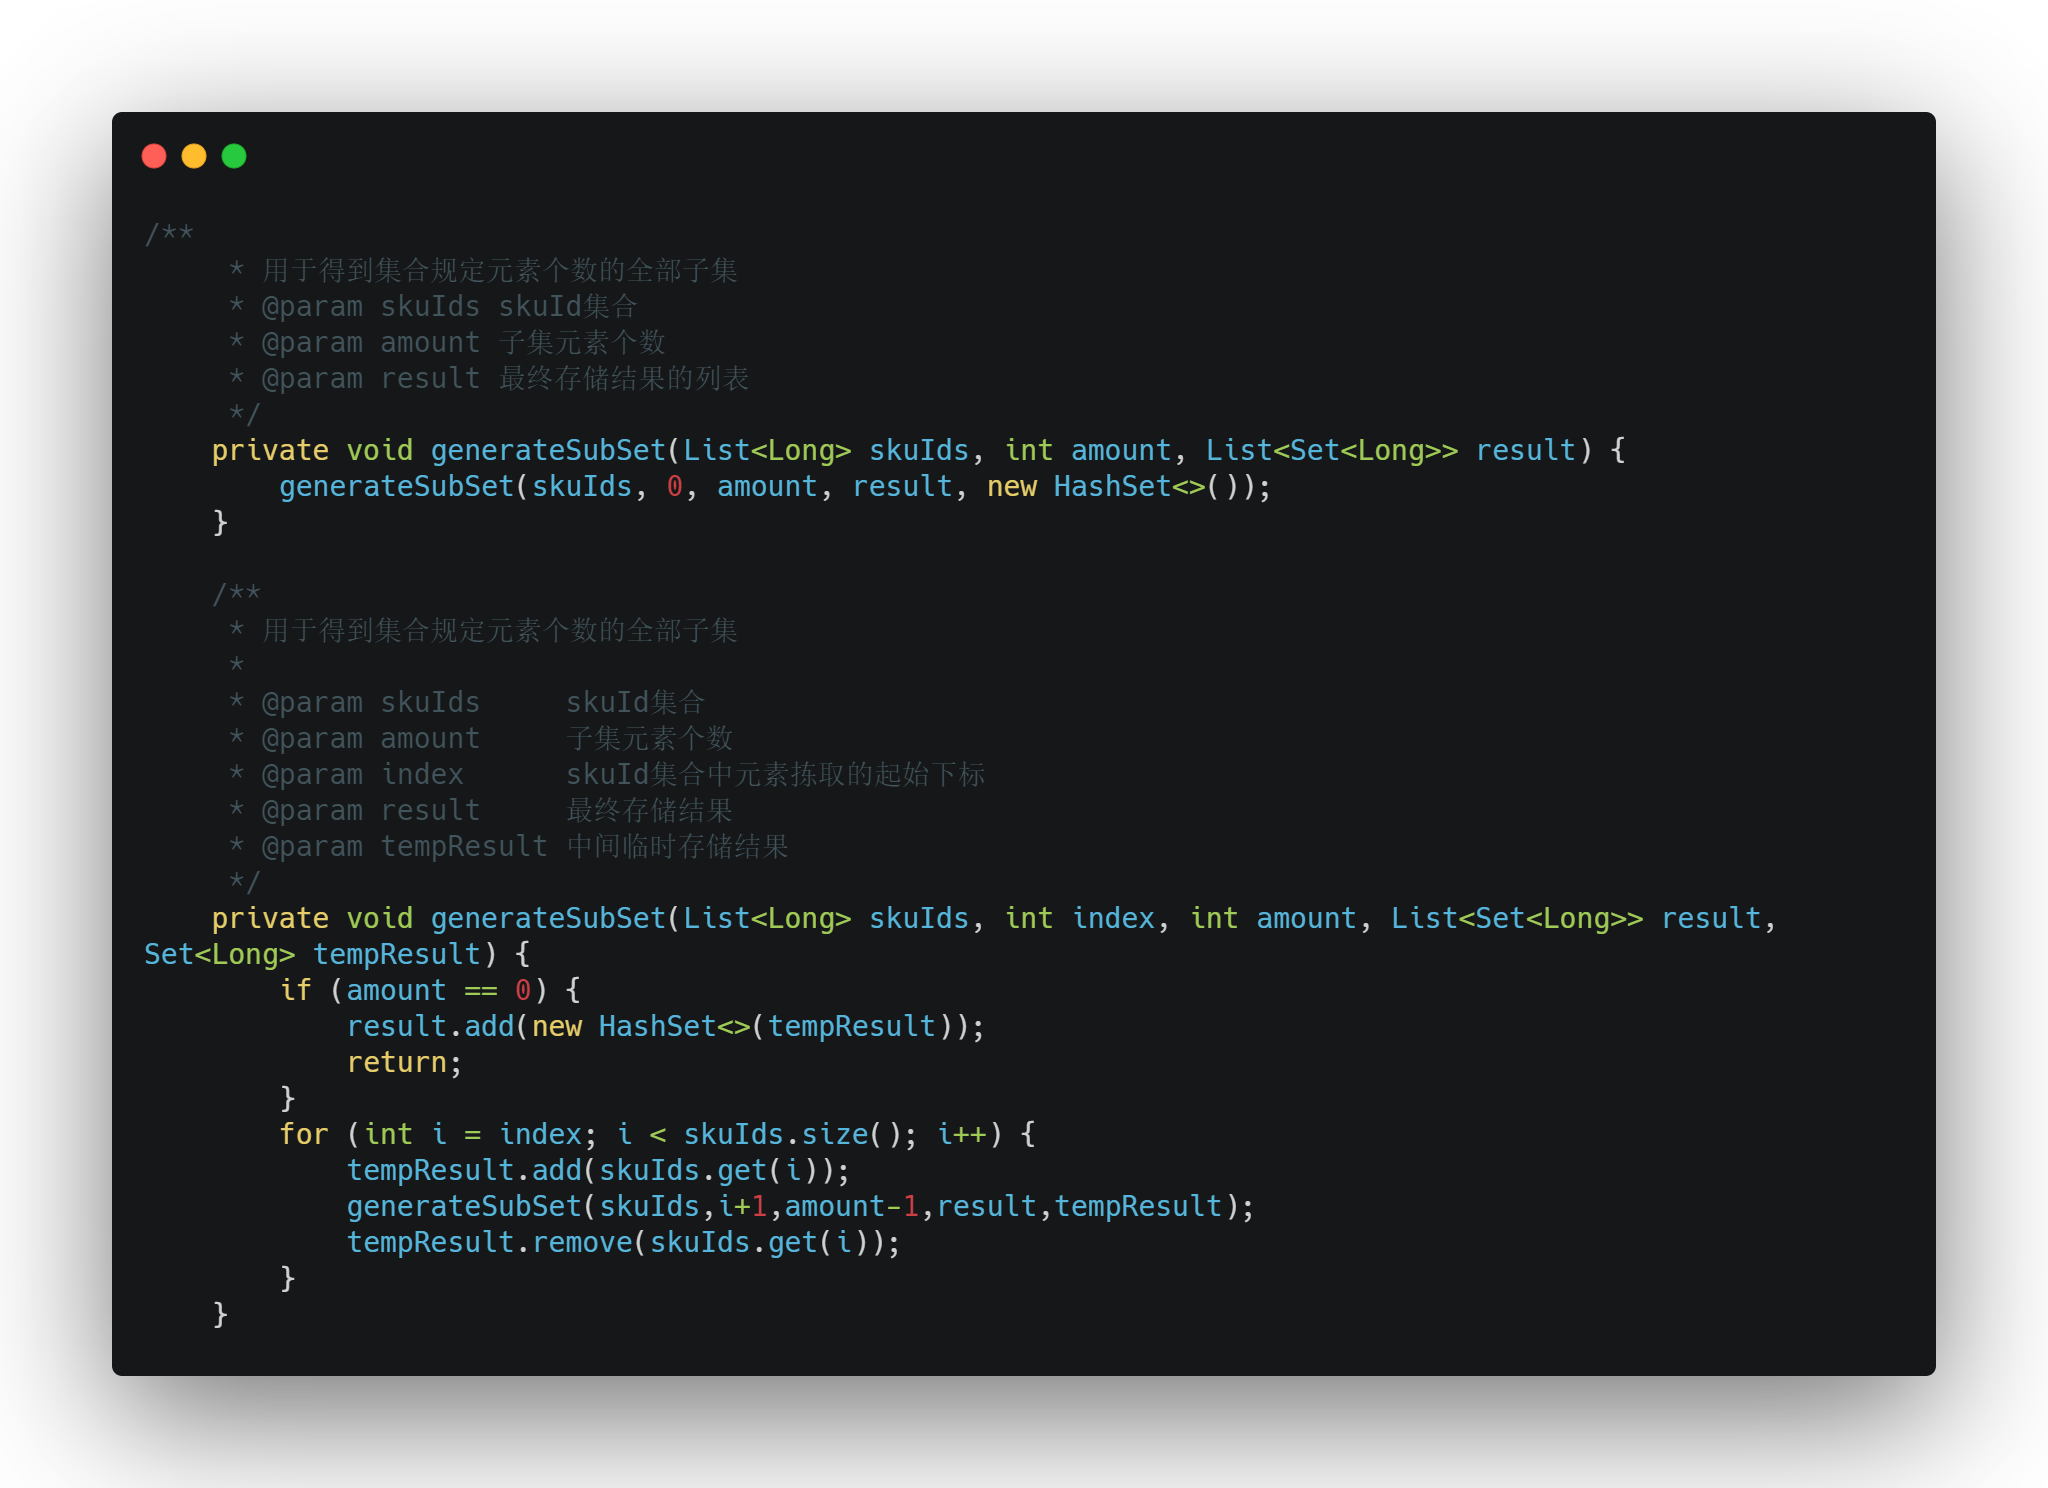 /**
     * 用于得到集合规定元素个数的全部子集
     * @param skuIds skuId集合
     * @param amount 子集元素个数
     * @param result 最终存储结果的列表
     */
    private void generateSubSet(List<Long> skuIds, int amount, List<Set<Long>> result) {
        generateSubSet(skuIds, 0, amount, result, new HashSet<>());
    }

    /**
     * 用于得到集合规定元素个数的全部子集
     *
     * @param skuIds     skuId集合
     * @param amount     子集元素个数
     * @param index      skuId集合中元素拣取的起始下标
     * @param result     最终存储结果
     * @param tempResult 中间临时存储结果
     */
    private void generateSubSet(List<Long> skuIds, int index, int amount, List<Set<Long>> result,
Set<Long> tempResult) {
        if (amount == 0) {
            result.add(new HashSet<>(tempResult));
            return;
        }
        for (int i = index; i < skuIds.size(); i++) {
            tempResult.add(skuIds.get(i));
            generateSubSet(skuIds,i+1,amount-1,result,tempResult);
            tempResult.remove(skuIds.get(i));
        }
    }